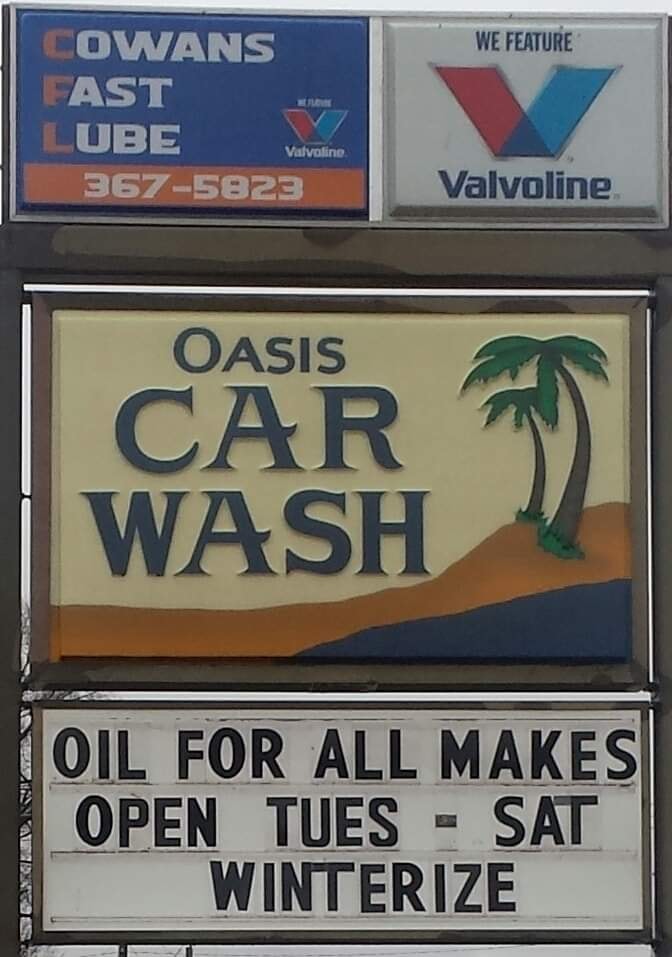 COWANS
FAST
LUBE
WE FEATURE
Valvoline
367-5823
WE FEATURE
Valvoline
OASIS
CAR
WASH
OIL FOR ALL MAKES
OPEN TUES - SAT
WINTERIZE